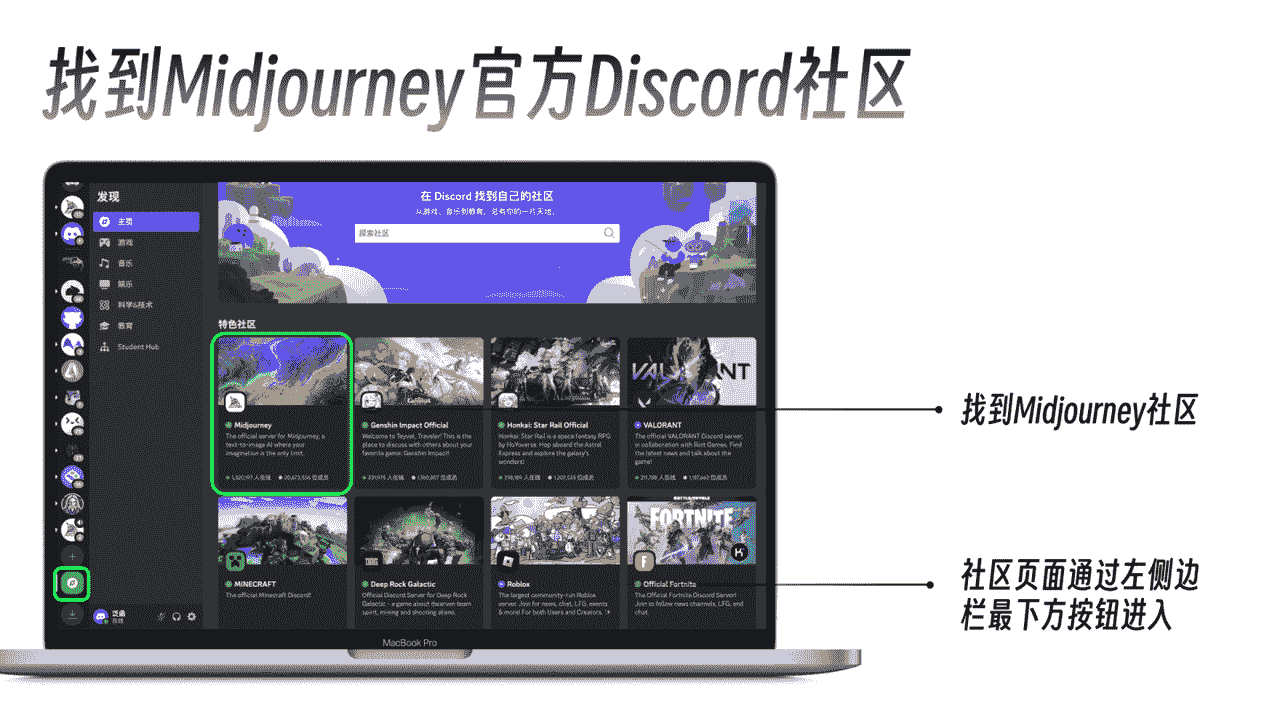 找到Midjourney官方Discord社区
发现
主页
游戏
音乐
娱乐
科学&技术
教育
Student Hub
在 Discord 找到自己的社区
从游戏、音乐到教育，总有你的一片天地。
探索社区
特色社区
Midjourney
The official server for Midjourney, a
text-to-image AI where your
imagination is the only limit.
Genshin Impact Official
Welcome to Teyvat, Traveler! This is the
place to discuss with others about your
favorite game: Genshin Impact!
Honkai: Star Rail Official
Honkai: Star Rail is a space fantasy RPG
by HoYoverse. Hop aboard the Astral
Express and explore the galaxy's
wonders!
VALORANT
VALORANT
The official VALORANT Discord server,
in collaboration with Riot Games. Find
the latest news and talk about the
game!
找到Midjourney社区
MINECRAFT
The official Minecraft Discord!
Deep Rock Galactic
Official Discord Server for Deep Rock
Galactic - a game about dwarven beam
spirit, mining and shooting aliens.
Roblox
The largest community-run Roblox
server. Join for news, chat, LFG, events
& more! For both Users and Creators.
FORTNITE
Official Fortnite
The Official Fortnite Discord Server!
Join to follow news channels, LFG, and
chat.
社区页面通过左侧边
栏最下方按钮进入
在线
MacBook Pro